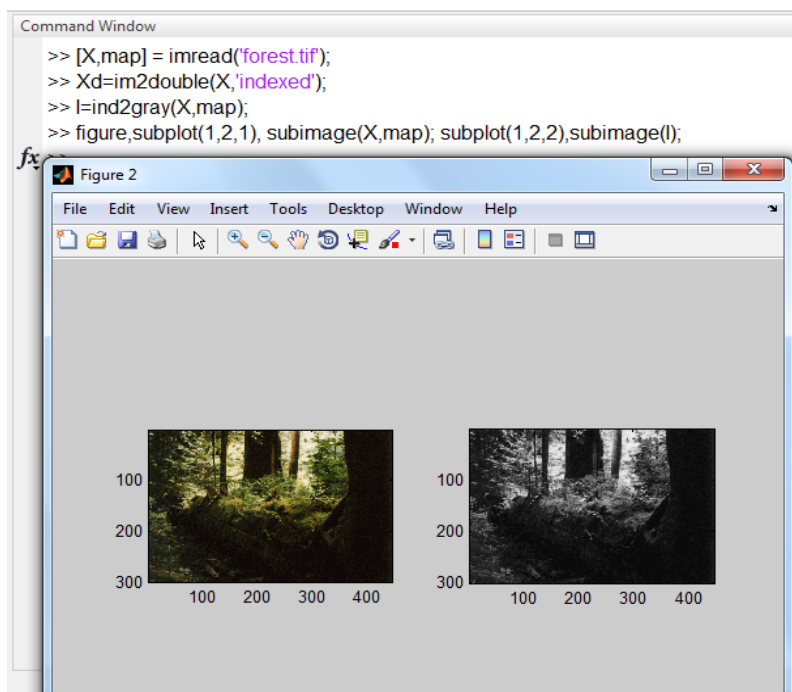 Command Window
>> [X,map] = imread('forest.tif');
>> Xd=im2double(X,'indexed');
>> I=ind2gray(X,map);
>> figure,subplot(1,2,1), subimage(X,map); subplot(1,2,2),subimage(I);
fx >>
Figure 2
File Edit View Insert Tools Desktop Window Help
100
200
300
100 200 300 400
100
200
300
100 200 300 400